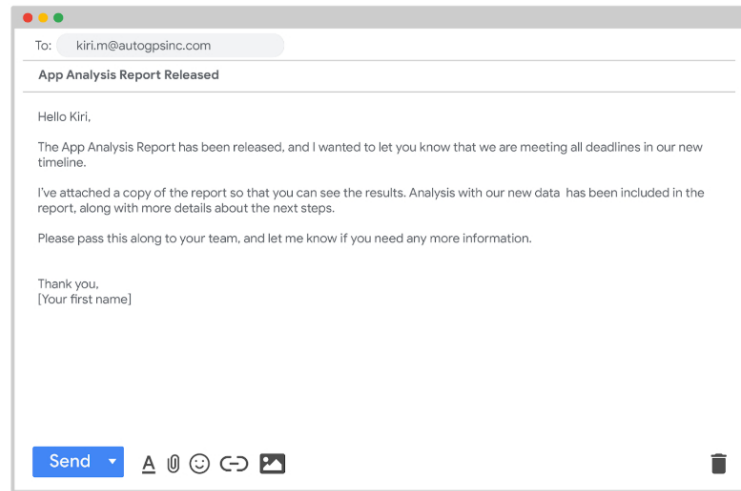 To: kiri.m@autogpsinc.com
App Analysis Report Released
Hello Kiri,
The App Analysis Report has been released, and I wanted to let you know that we are meeting all deadlines in our new
timeline.
I've attached a copy of the report so that you can see the results. Analysis with our new data  has been included in the
report, along with more details about the next steps.
Please pass this along to your team, and let me know if you need any more information.
Thank you,
[Your first name]
Send
A